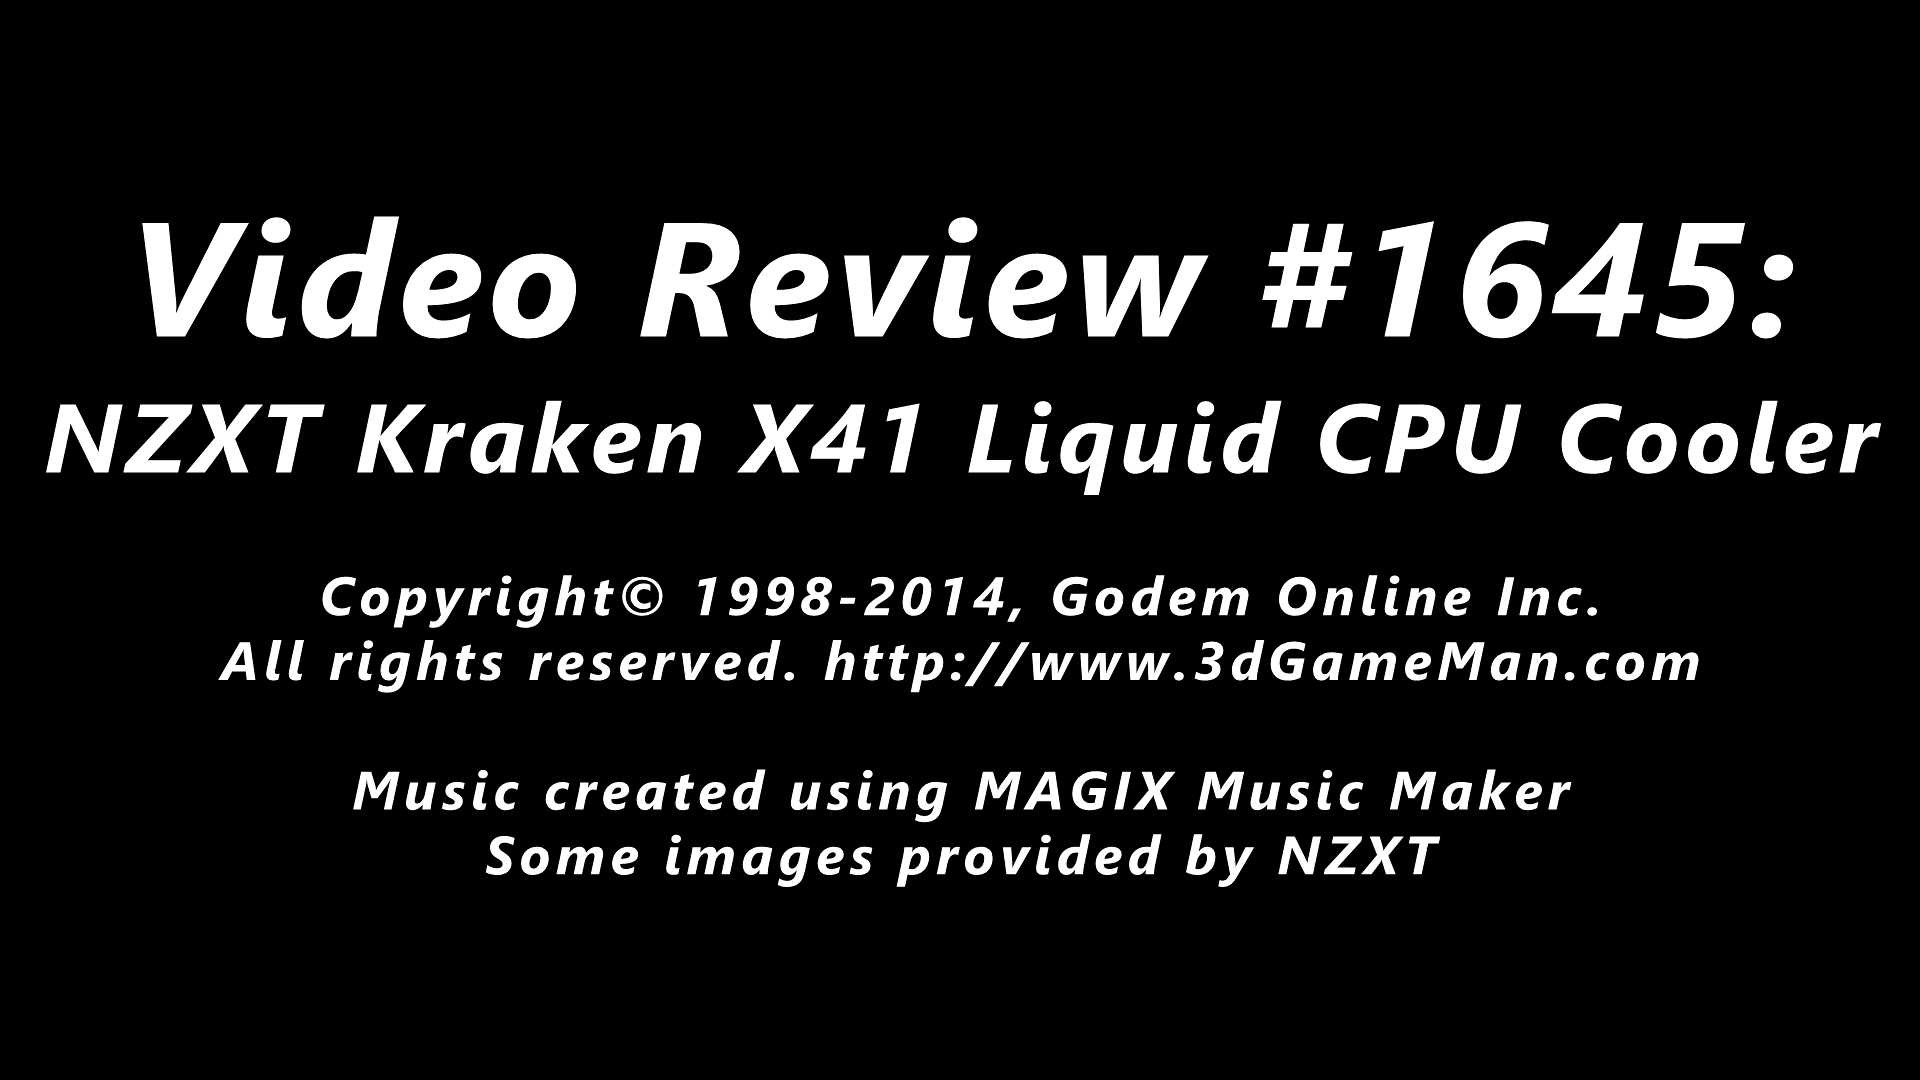 Video Review #1645:
NZXT Kraken X41 Liquid CPU Cooler
Copyright© 1998-2014, Godem Online Inc.
All rights reserved. http://www.3dGameMan.com
Music created using MAGIX Music Maker
Some images provided by NZXT